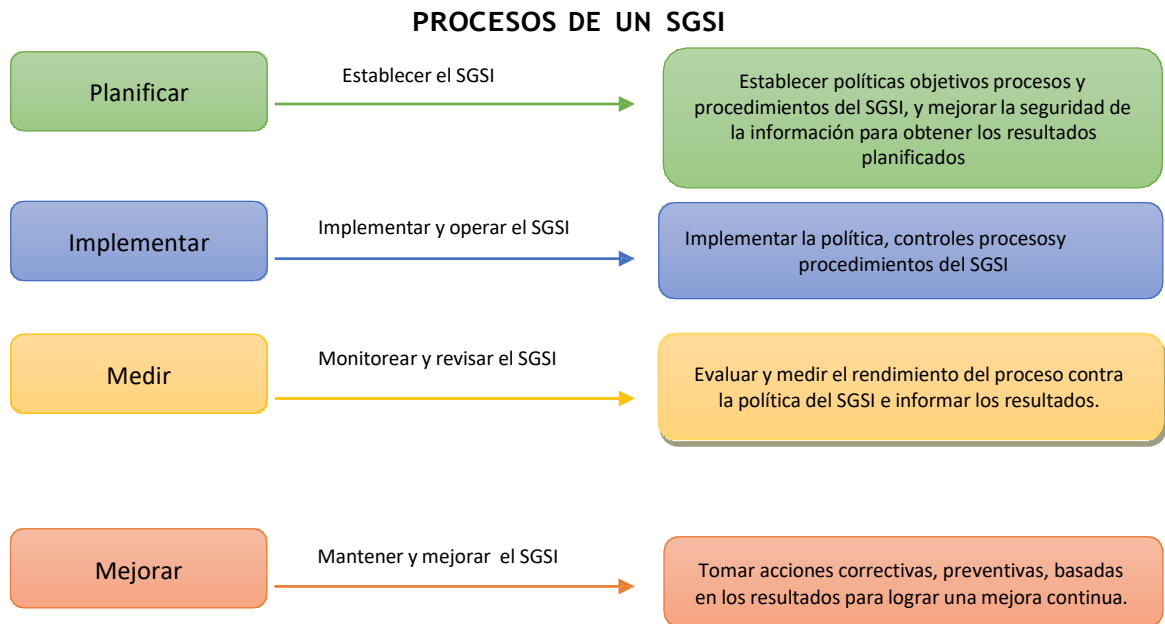 PROCESOS DE UN SGSI
Planificar
Establecer el SGSI
Establecer políticas objetivos procesos y
procedimientos del SGSI, y mejorar la seguridad de
la información para obtener los resultados
planificados
Implementar
Implementar y operar el SGSI
Implementar la política, controles procesosy
procedimientos del SGSI
Medir
Monitorear y revisar el SGSI
Evaluar y medir el rendimiento del proceso contra
la política del SGSI e informar los resultados.
Mejorar
Mantener y mejorar el SGSI
Tomar acciones correctivas, preventivas, basadas
en los resultados para lograr una mejora continua.